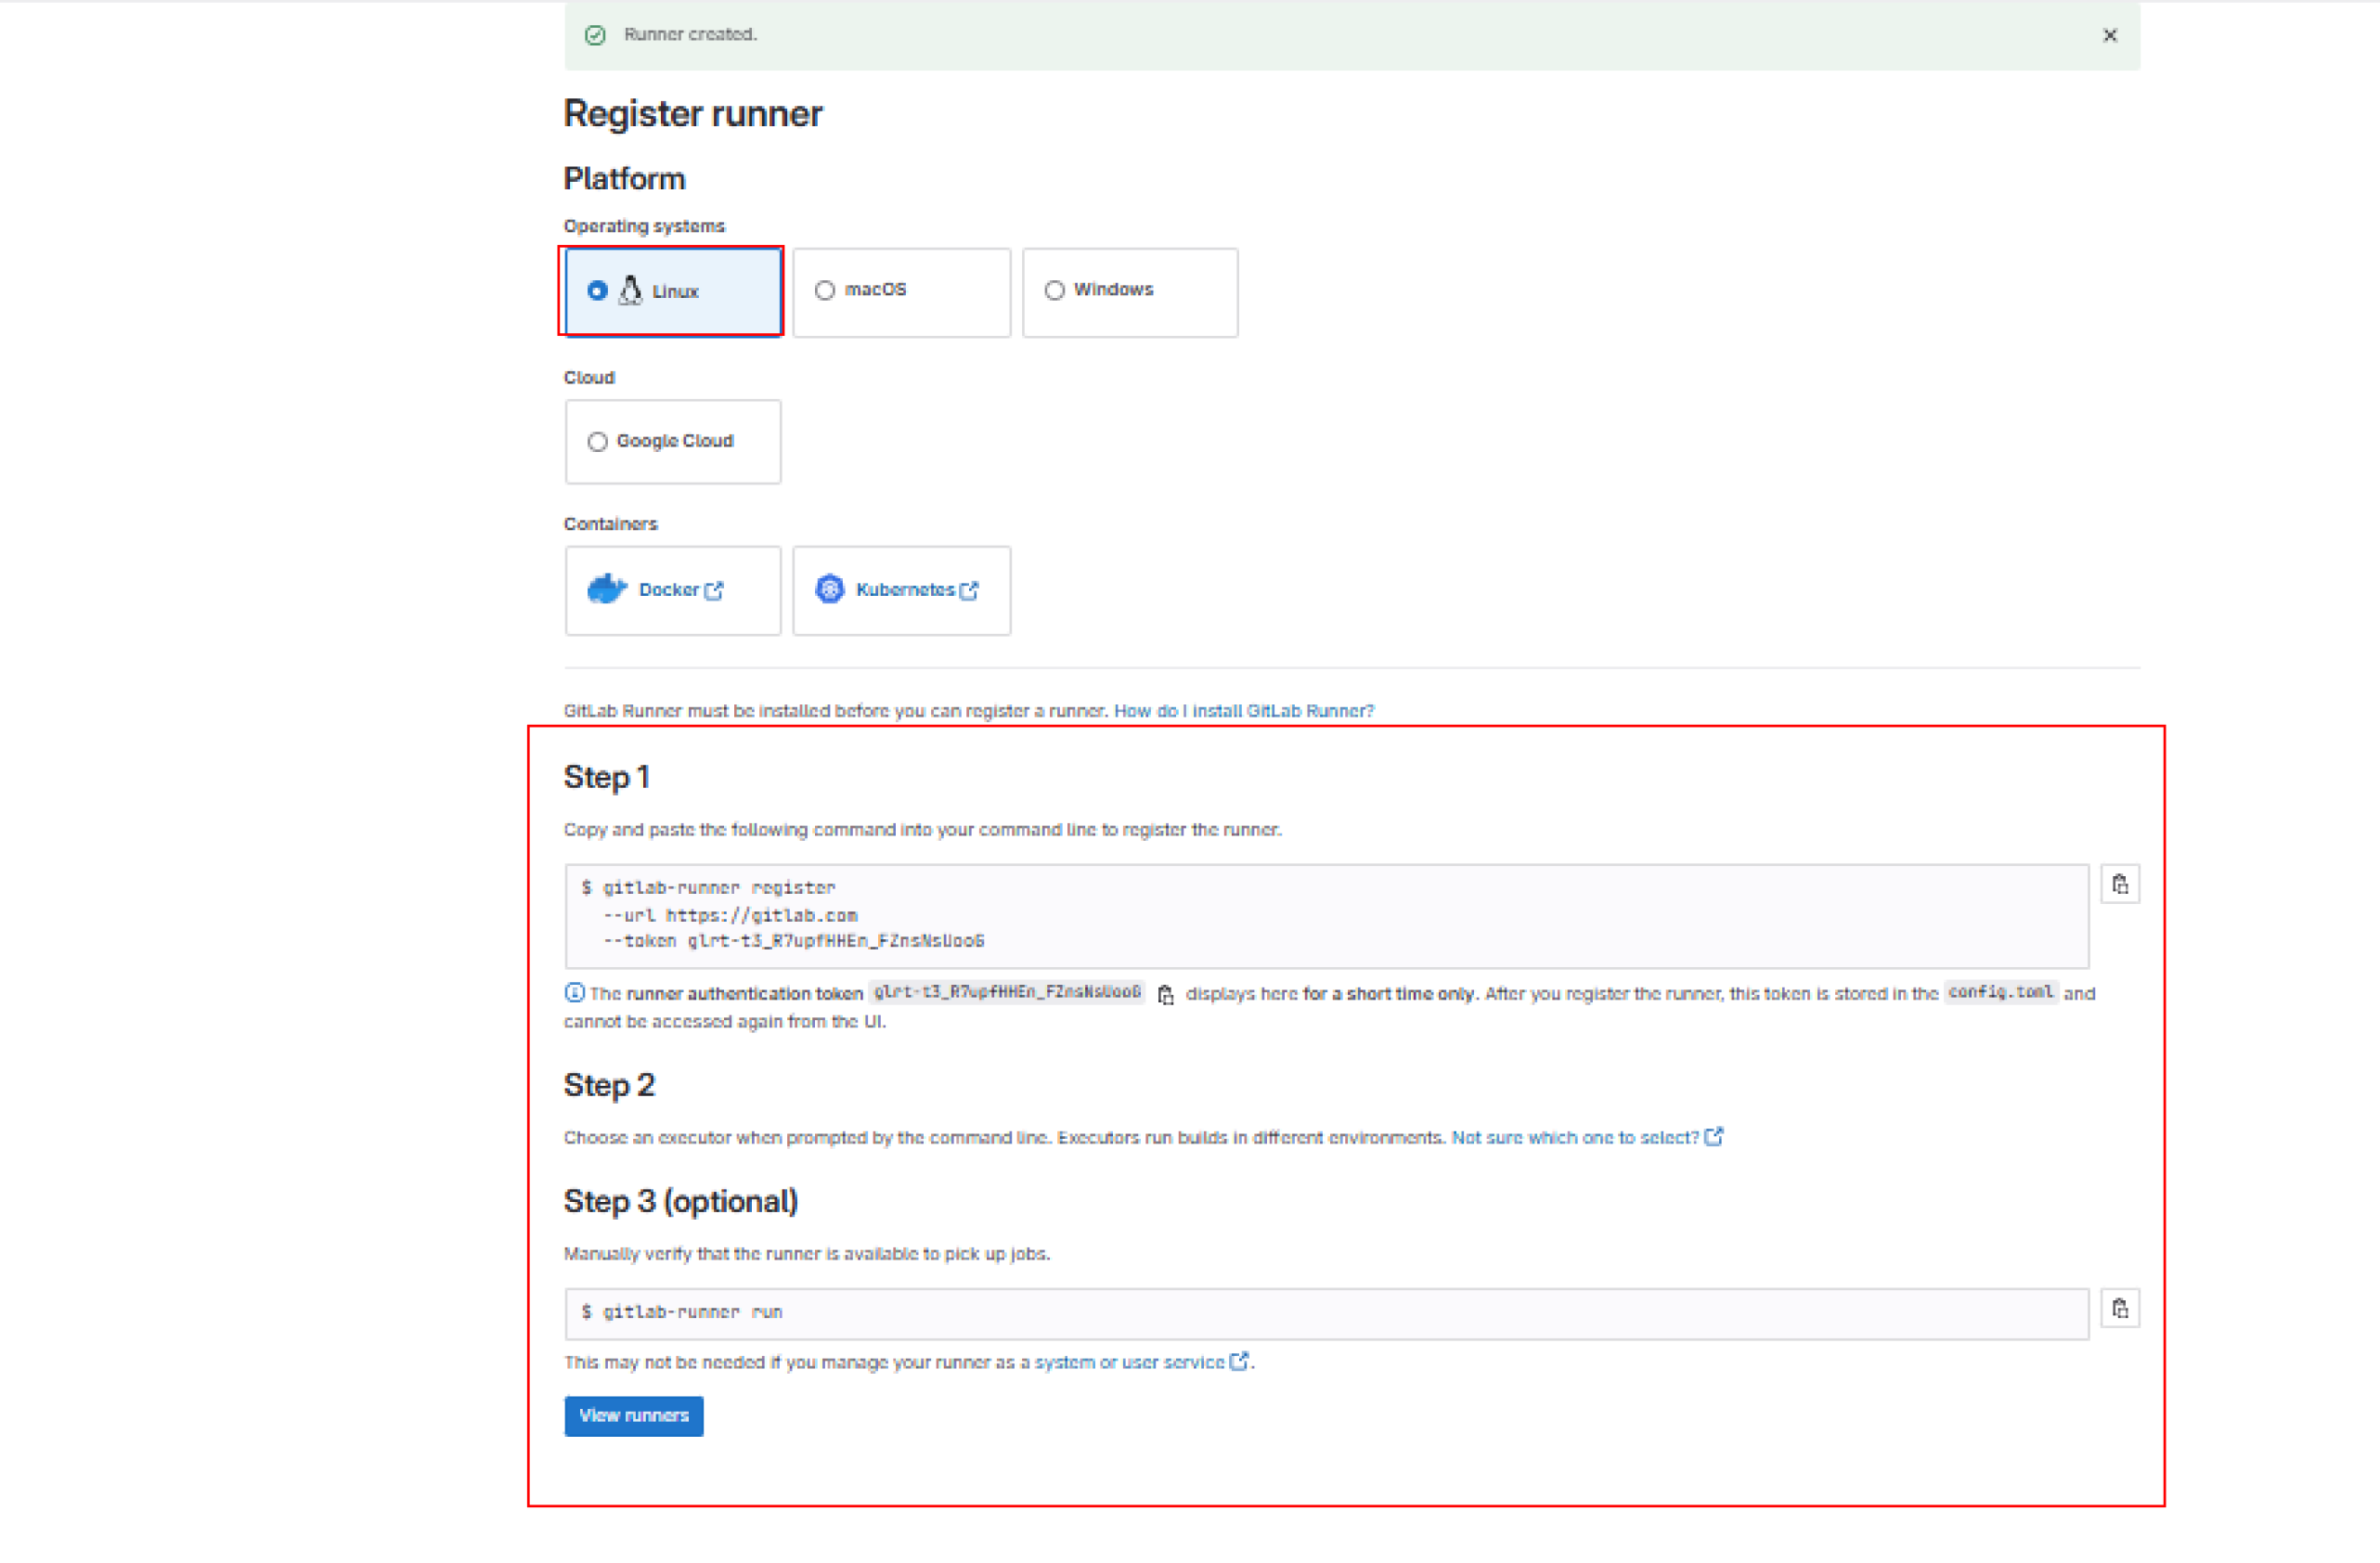 Runner created.
Register runner
Platform
Operating systems
Linux
macOS
Windows
Cloud
Google Cloud
Containers
Docker
Kubernetes
GitLab Runner must be installed before you can register a runner. How do I install GitLab Runner?
Step 1
Copy and paste the following command into your command line to register the runner.
$ gitlab-runner register
--url https://gitlab.com
--token glrt-t3_R7upfHHEn_FZnsNsUooG
The runner authentication token glrt-t3_R7upfHHEn_FZnsNsUooG displays here for a short time only. After you register the runner, this token is stored in the config.toml and
cannot be accessed again from the UI.
Step 2
Choose an executor when prompted by the command line. Executors run builds in different environments. Not sure which one to select?
Step 3 (optional)
Manually verify that the runner is available to pick up jobs.
$ gitlab-runner run
This may not be needed if you manage your runner as a system or user service.
View runners